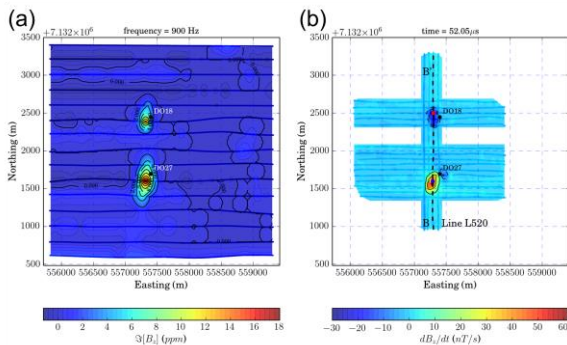 (a)
frequency = 900 Hz
+7.132×10⁶
3500
3000
2500
2000
1500
1000
500
Northing (m)
DO18
DO27
556000 556500 557000 557500 558000 558500 559000
Easting (m)
0 2 4 6 8 10 12 14 16 18
ℑ[Bz] (ppm)
(b)
time = 52.05μs
+7.132×10⁶
3500
3000
2500
2000
1500
1000
500
Northing (m)
B'
DO18
DO27
B
Line L520
556000 556500 557000 557500 558000 558500 559000
Easting (m)
−30 −20 −10 0 10 20 30 40 50 60
dBz/dt (nT/s)